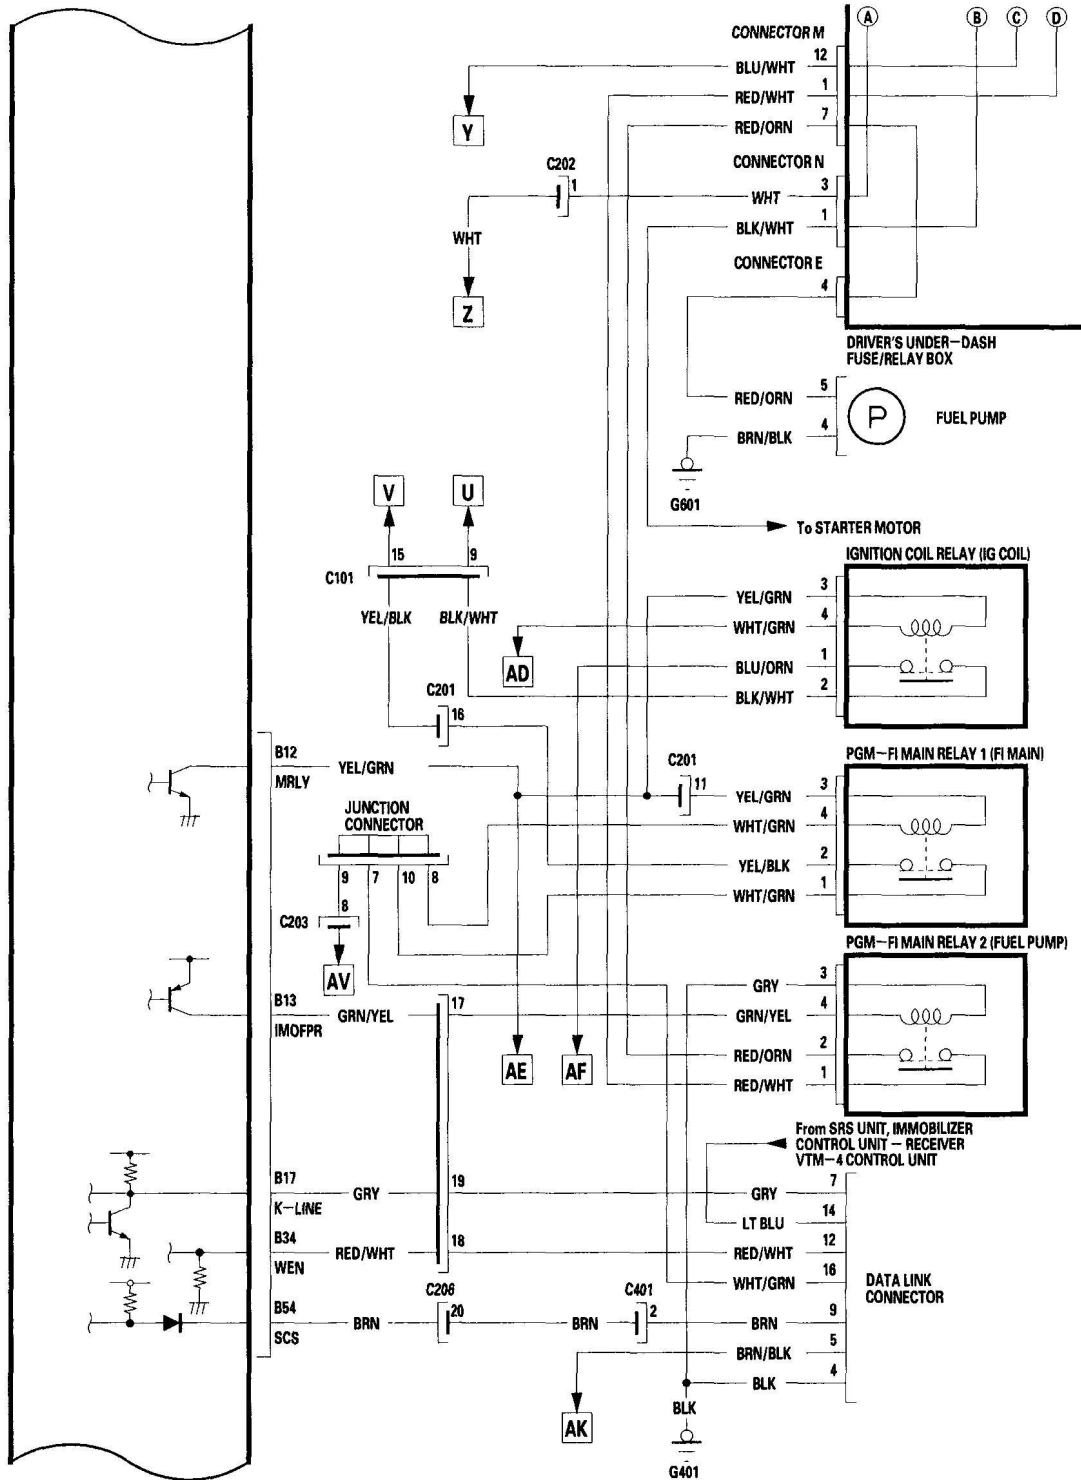 A B C D
CONNECTOR M
12
BLU/WHT
1
RED/WHT
7
Y
RED/ORN
C202
CONNECTOR N
1
3
WHT
1
BLK/WHT
WHT
CONNECTOR E
4
Z
DRIVER'S UNDER-DASH
FUSE/RELAY BOX
5
RED/ORN
P
FUEL PUMP
4
BRN/BLK
V U
G601
To STARTER MOTOR
15 9
IGNITION COIL RELAY (IG COIL)
C101
3
YEL/GRN
4
YEL/BLK BLK/WHT
WHT/GRN
1
AD
BLU/ORN
C201
2
BLK/WHT
16
B12
YEL/GRN
MRLY
C201
PGM-FI MAIN RELAY 1 (FI MAIN)
11
3
YEL/GRN
JUNCTION
CONNECTOR
4
WHT/GRN
2
YEL/BLK
9 7 10 8
1
WHT/GRN
8
C203
PGM-FI MAIN RELAY 2 (FUEL PUMP)
AV
3
GRY
B13
GRN/YEL
IMOFPR
17
4
GRN/YEL
2
RED/ORN
AE AF
1
RED/WHT
From SRS UNIT, IMMOBILIZER
CONTROL UNIT - RECEIVER
VTM-4 CONTROL UNIT
B17
GRY
K-LINE
19
GRY
7
LT BLU
14
B34
RED/WHT
WEN
18
RED/WHT
12
WHT/GRN
16
DATA LINK
CONNECTOR
C206 C401
B54
BRN
SCS
20
BRN
2
BRN
9
BRN/BLK
5
BLK
4
AK
BLK
G401